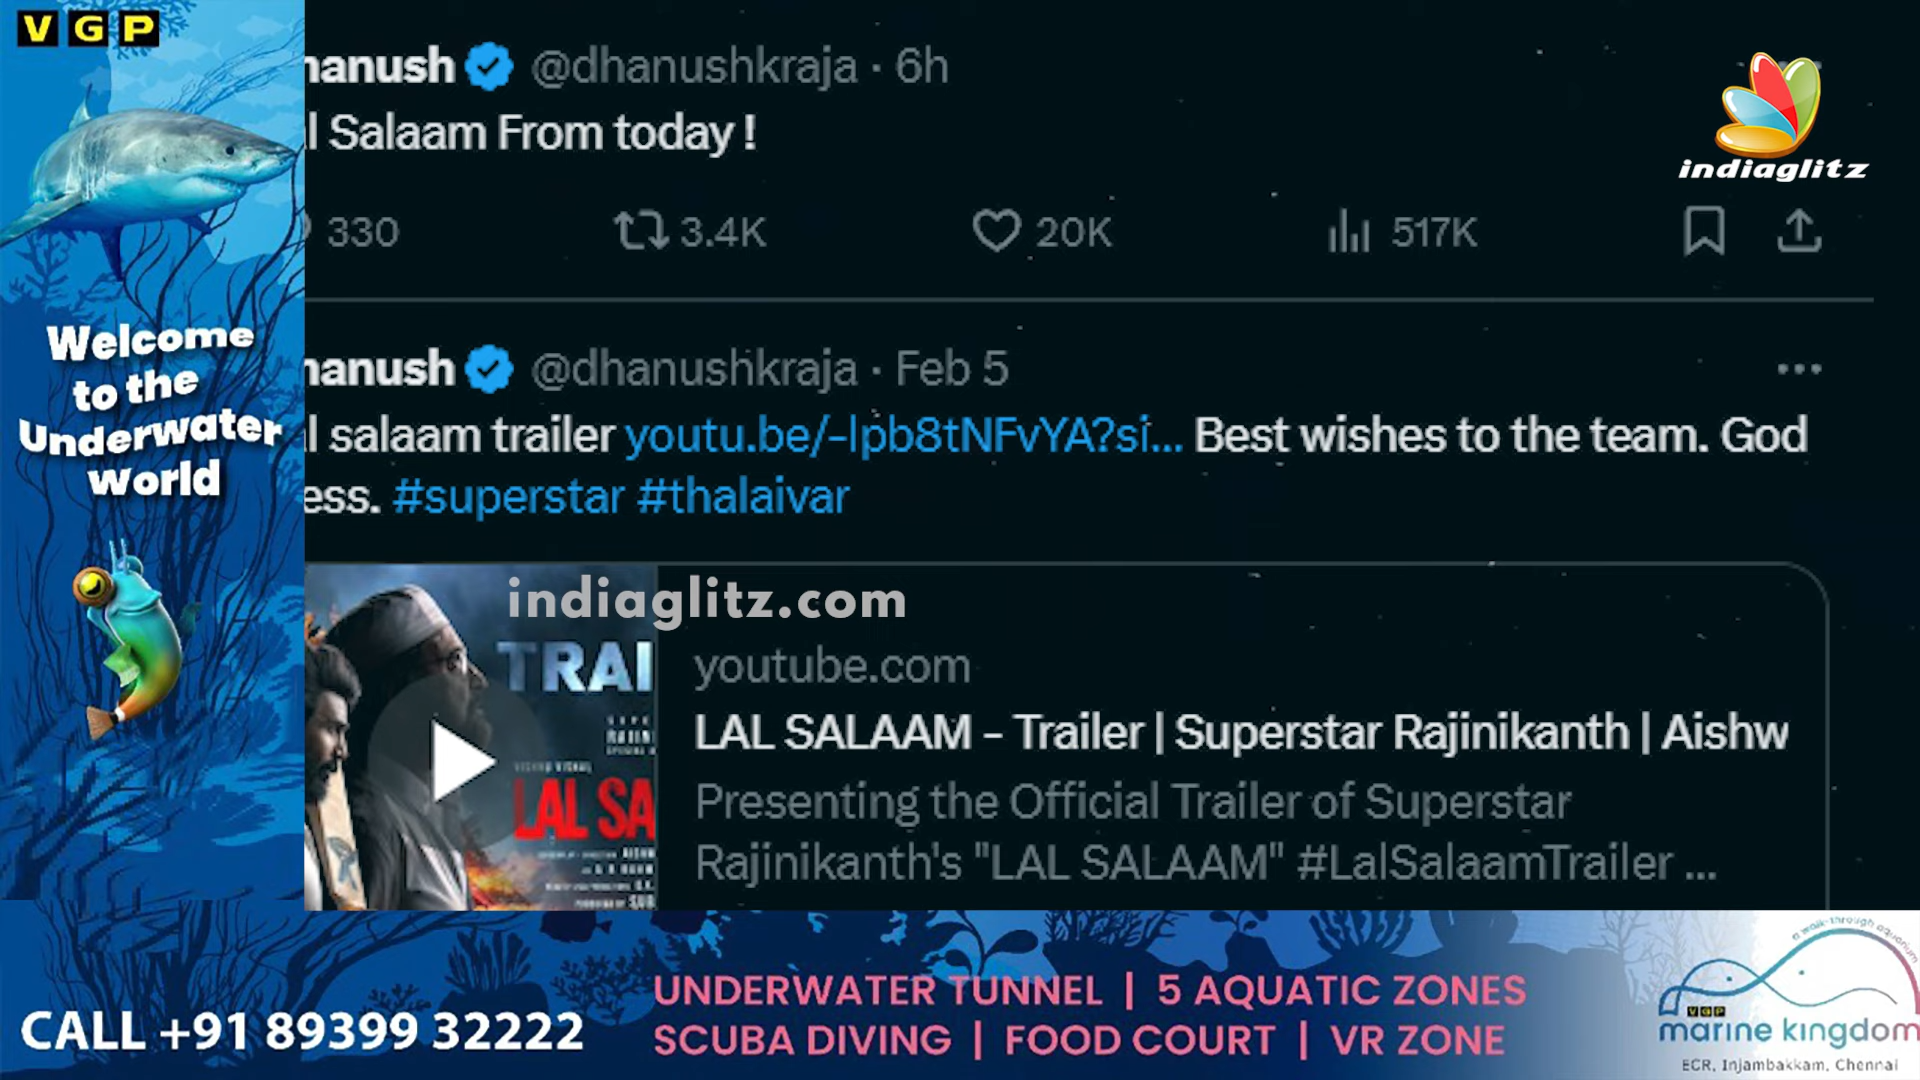 VGP
Welcome
to the
Underwater
World
hanush @dhanushkraja · 6h
l Salaam From today !
330 3.4K 20K 517K
indiaglitz
hanush @dhanushkraja · Feb 5
l salaam trailer youtu.be/-lpb8tNFvYA?si... Best wishes to the team. God
ess. #superstar #thalaivar
indiaglitz.com
TRAI
LAL SA
youtube.com
LAL SALAAM - Trailer | Superstar Rajinikanth | Aishw
Presenting the Official Trailer of Superstar
Rajinikanth's "LAL SALAAM" #LalSalaamTrailer ...
CALL +91 89399 32222
UNDERWATER TUNNEL | 5 AQUATIC ZONES
SCUBA DIVING | FOOD COURT | VR ZONE
a walk-through aquarium
VGP
marine kingdom
ECR, Injambakkam, Chennai